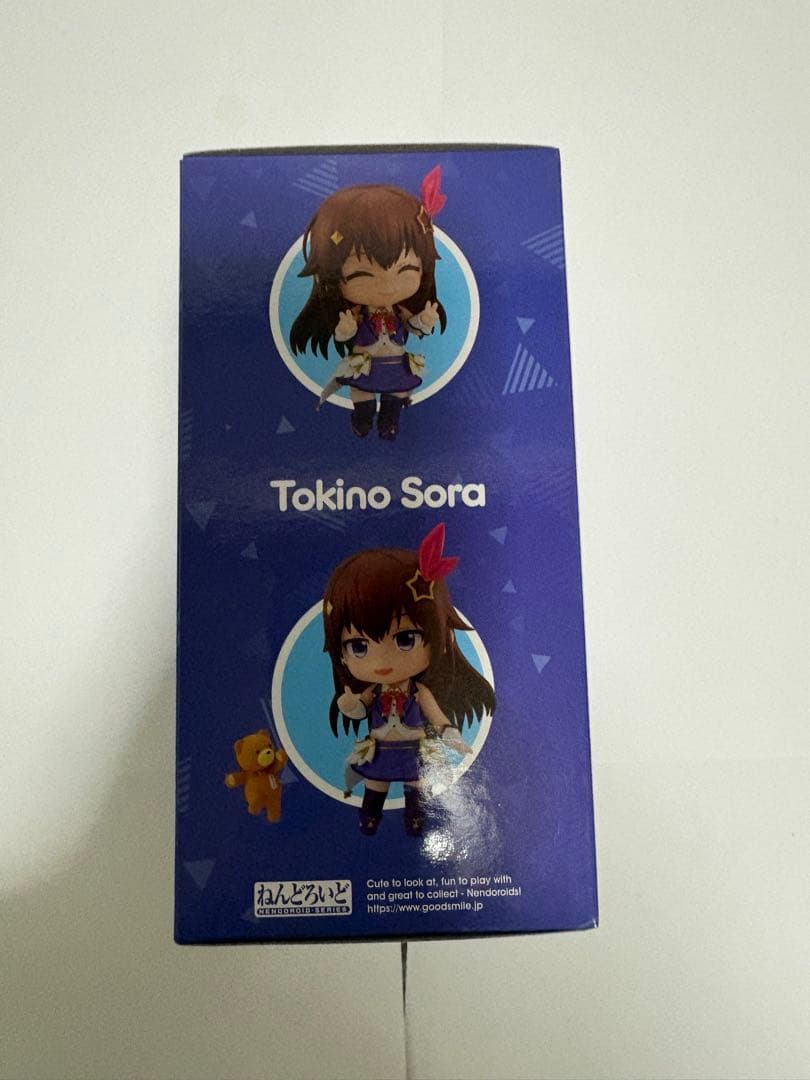 Tokino Sora
ねんどろいど
NENDOROID-SERIES
Cute to look at, fun to play with
and great to collect - Nendoroids!
https://www.goodsmile.jp